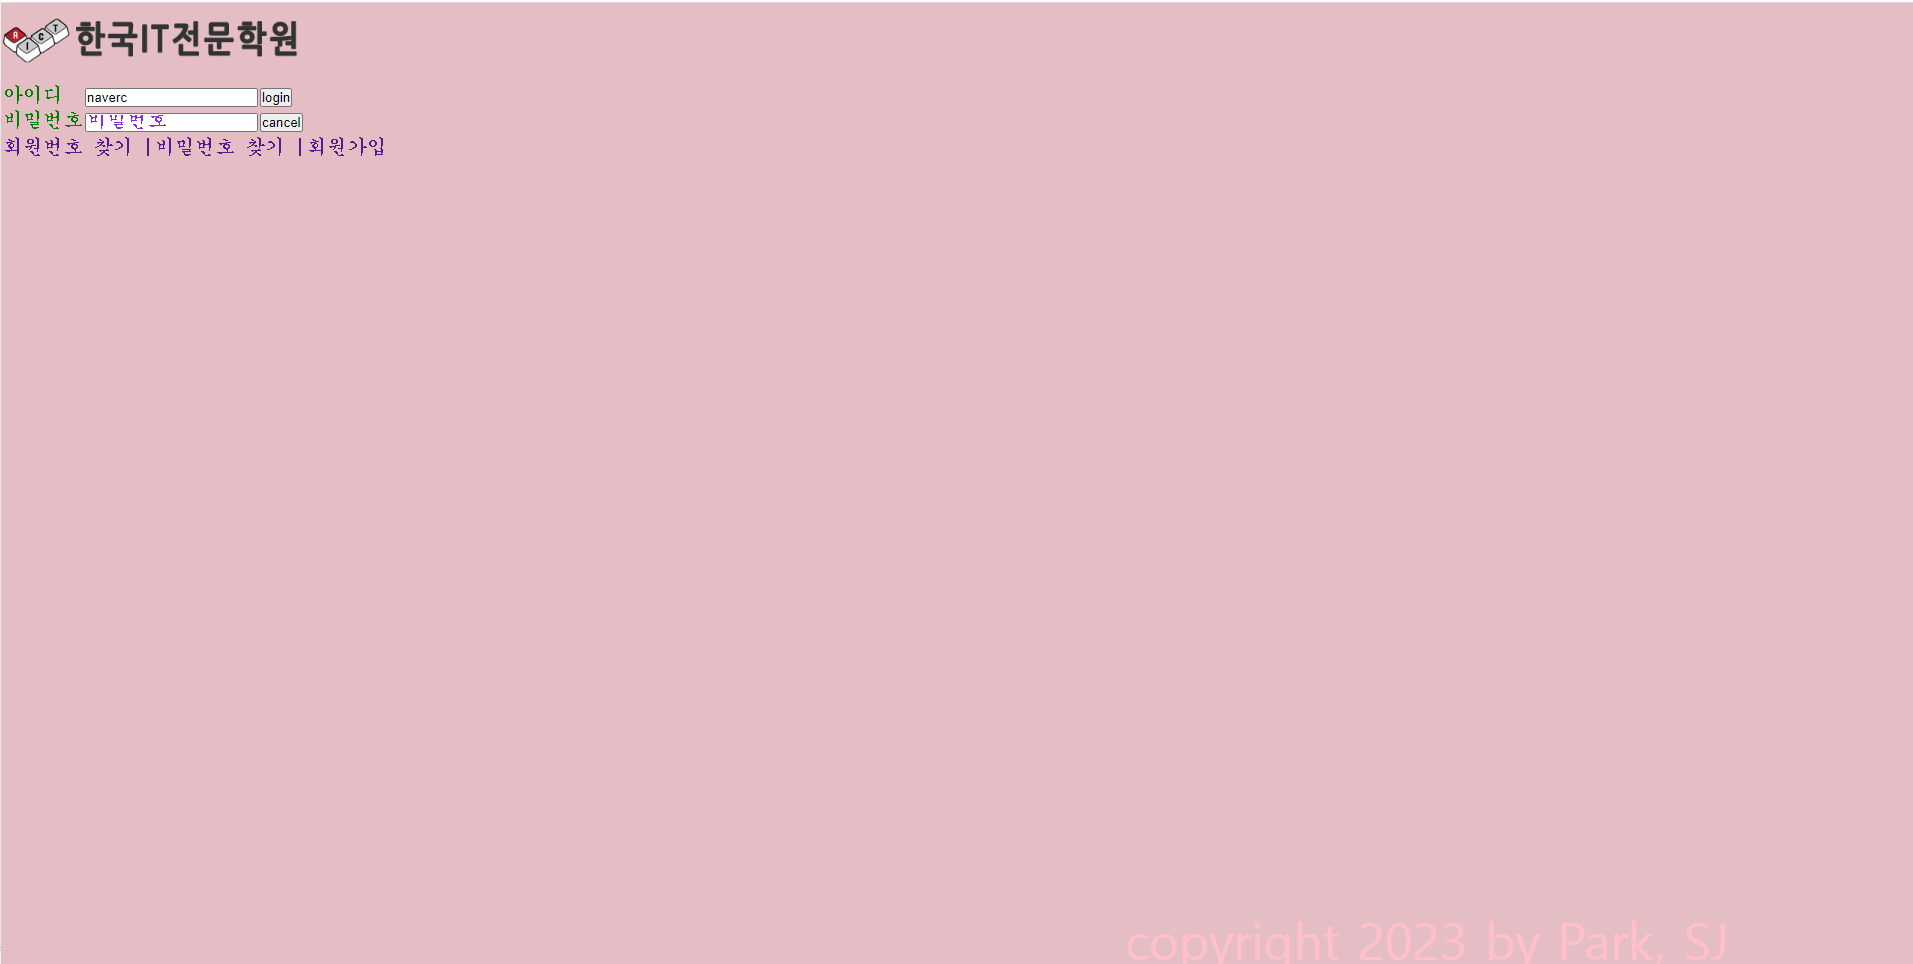 AICT 한국IT전문학원
아이디 naverc login
비밀번호 비밀번호 cancel
회원번호 찾기 |비밀번호 찾기 |회원가입
copyright 2023 by Park, SJ